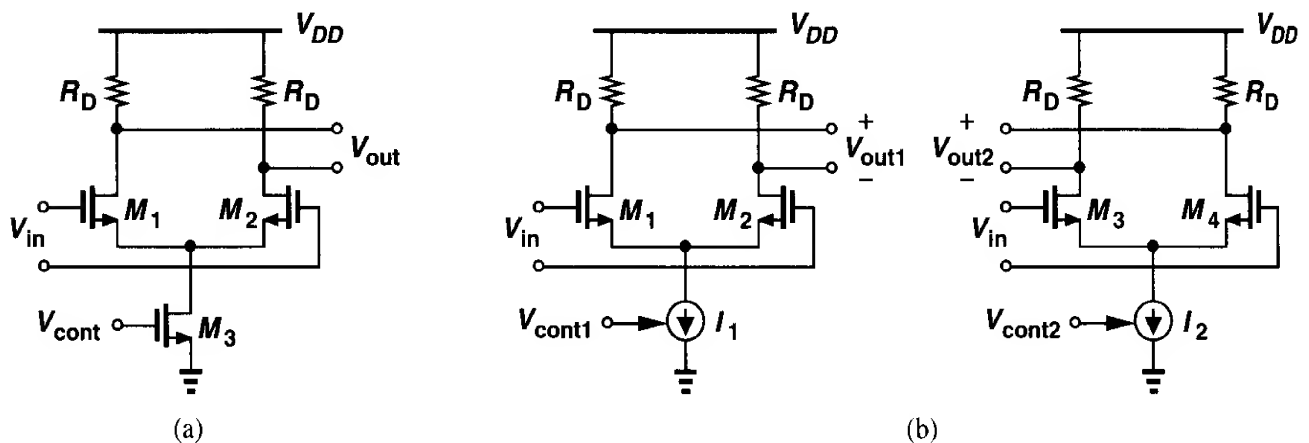 V_DD V_DD V_DD
R_D R_D R_D R_D R_D R_D
V_out + V_out1 − + V_out2 −
V_in M_1 M_2 V_in M_1 M_2 V_in M_3 M_4
V_cont M_3 V_cont1 I_1 V_cont2 I_2
(a) (b)